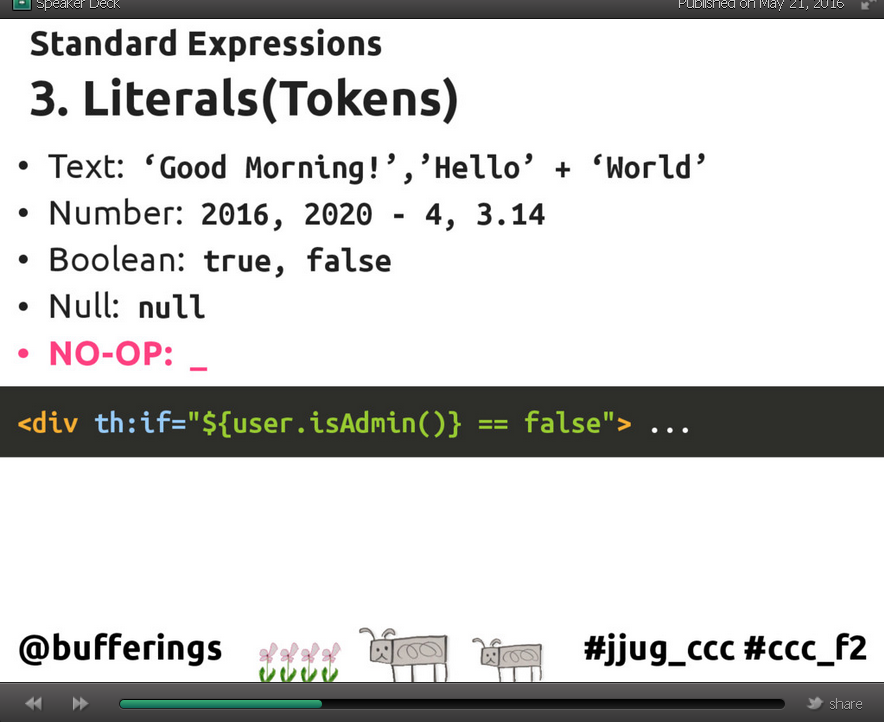 Speaker Deck
Published on May 21, 2016
Standard Expressions
3. Literals(Tokens)
• Text: ‘Good Morning!’,’Hello’ + ‘World’
• Number: 2016, 2020 - 4, 3.14
• Boolean: true, false
• Null: null
• NO-OP: _
<div th:if="${user.isAdmin()} == false"> ...
@bufferings
#jjug_ccc #ccc_f2
share